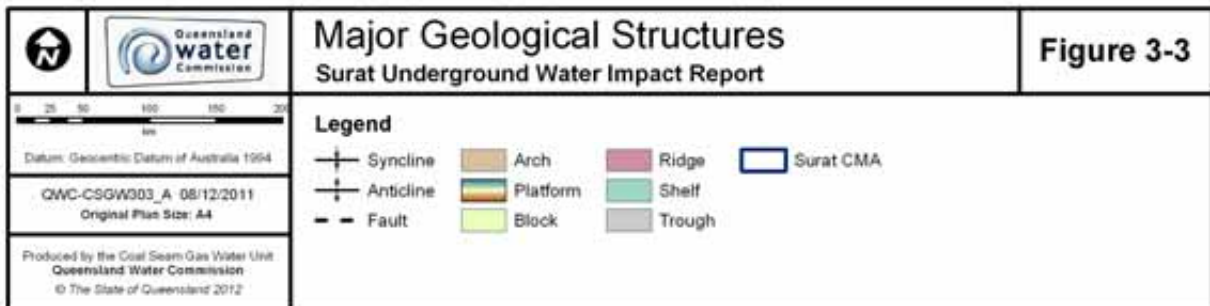 N
Queensland
water
Commission
Major Geological Structures
Surat Underground Water Impact Report
Figure 3-3
0 25 50 100 150 200
km
Datum: Geocentric Datum of Australia 1994
QWC-CSGW303_A 08/12/2011
Original Plan Size: A4
Produced by the Coal Seam Gas Water Unit
Queensland Water Commission
© The State of Queensland 2012
Legend
Syncline
Anticline
Fault
Arch
Platform
Block
Ridge
Shelf
Trough
Surat CMA